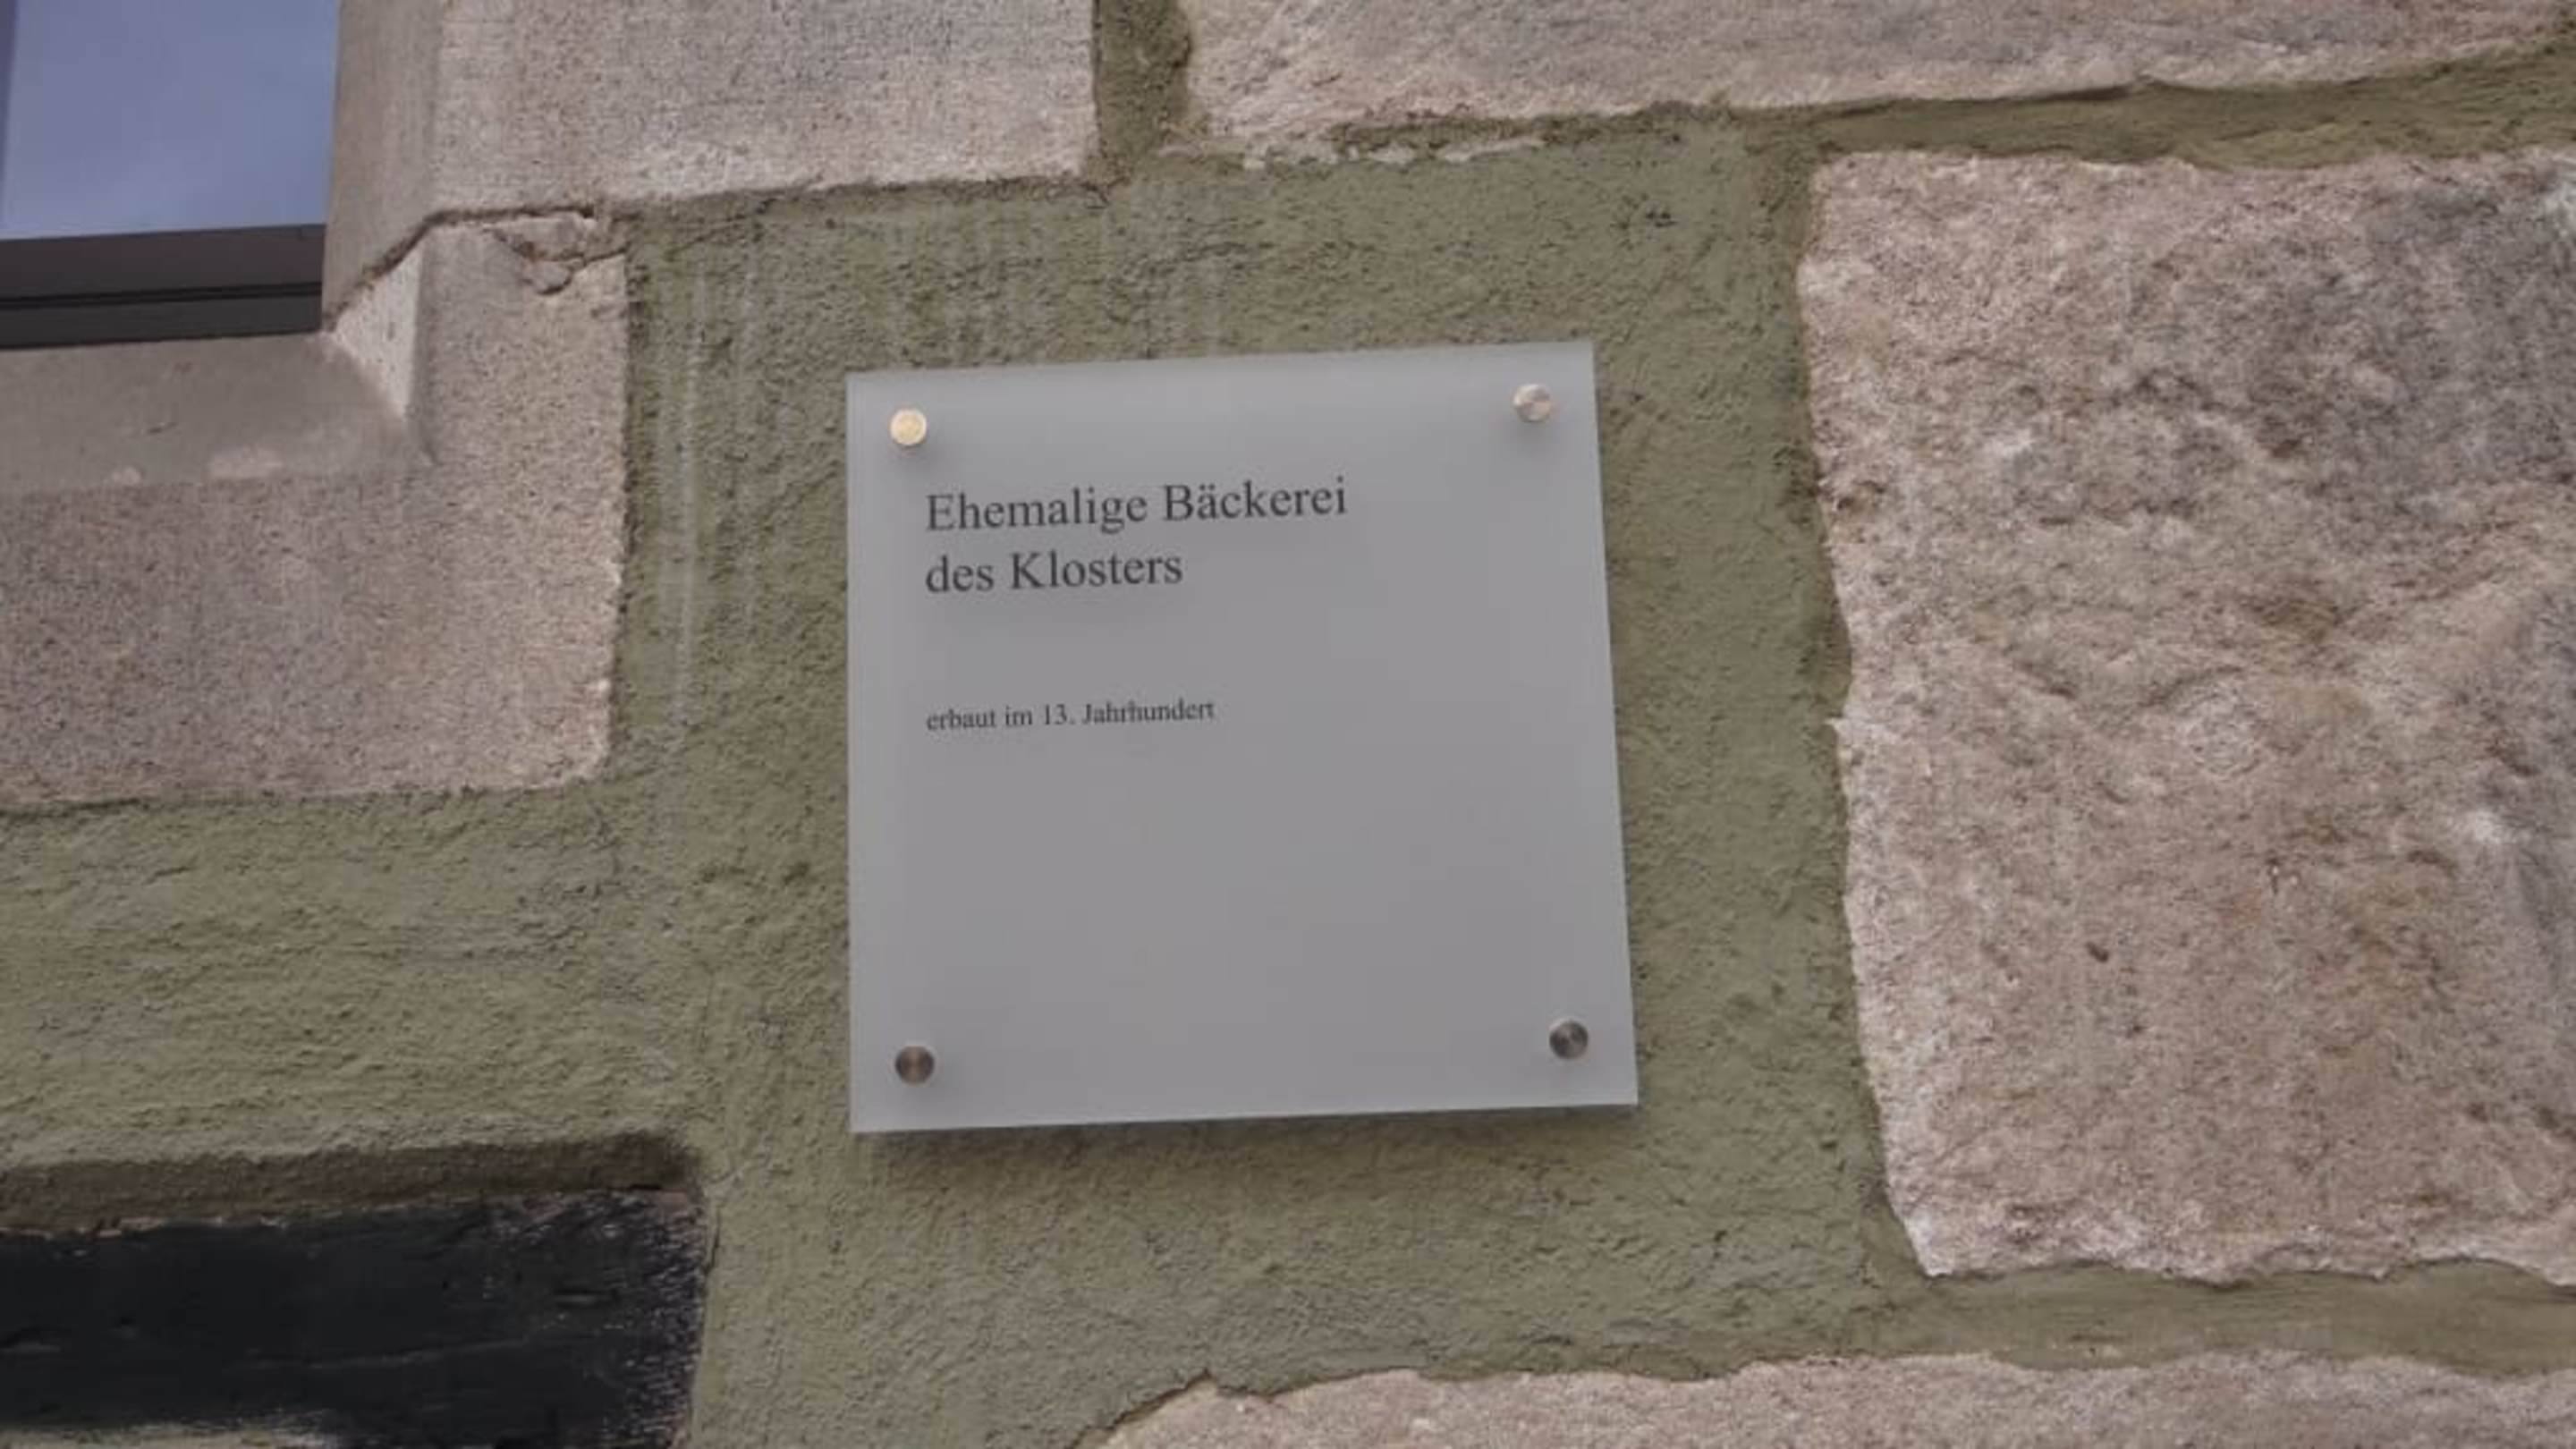 Ehemalige Bäckerei
des Klosters
erbaut im 13. Jahrhundert